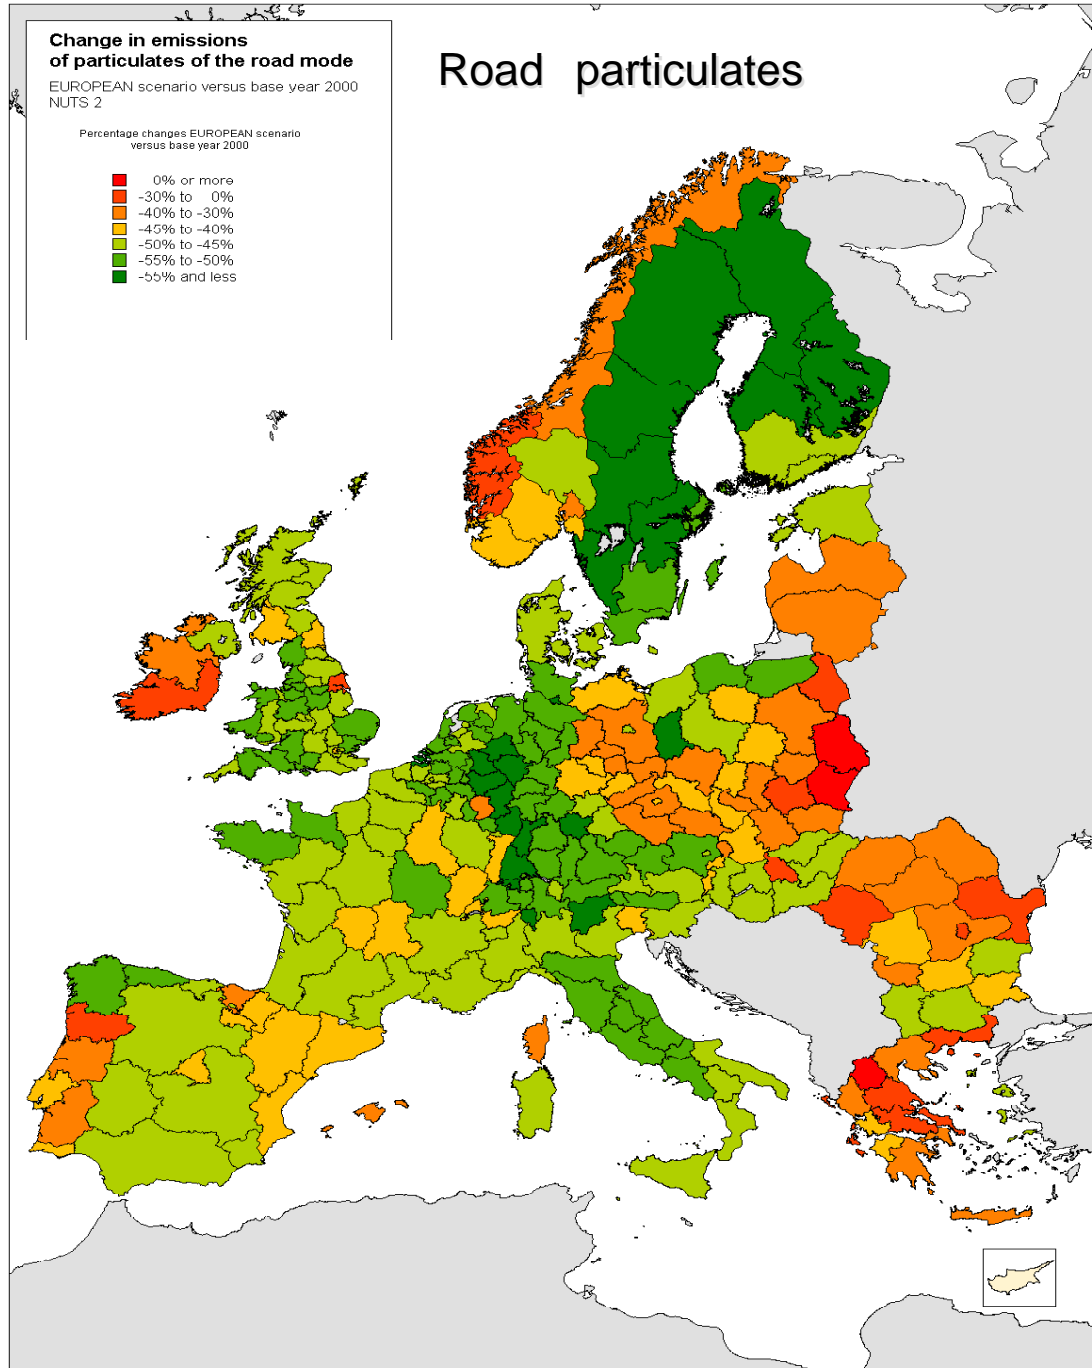 Change in emissions
of particulates of the road mode
EUROPEAN scenario versus base year 2000
NUTS 2
Percentage changes EUROPEAN scenario
versus base year 2000
0% or more
-30% to 0%
-40% to -30%
-45% to -40%
-50% to -45%
-55% to -50%
-55% and less
Road particulates